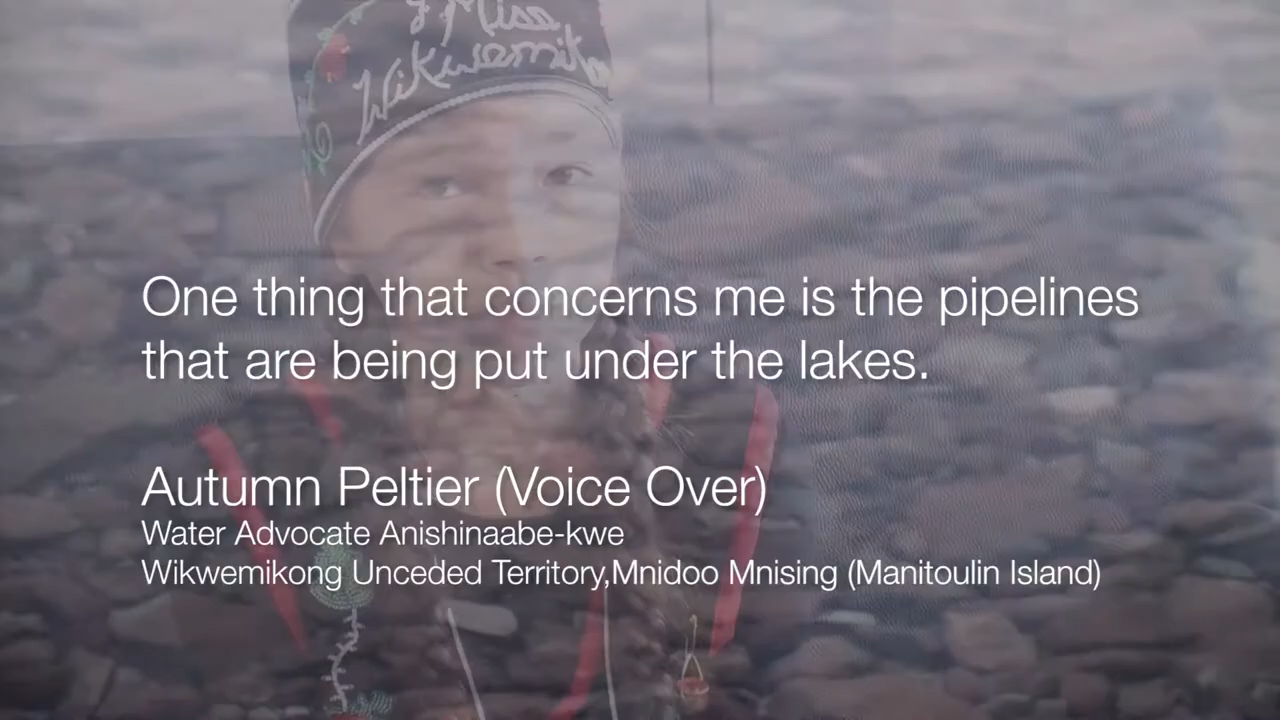 Miss
Wikwemikon
One thing that concerns me is the pipelines
that are being put under the lakes.
Autumn Peltier (Voice Over)
Water Advocate Anishinaabe-kwe
Wikwemikong Unceded Territory,Mnidoo Mnising (Manitoulin Island)